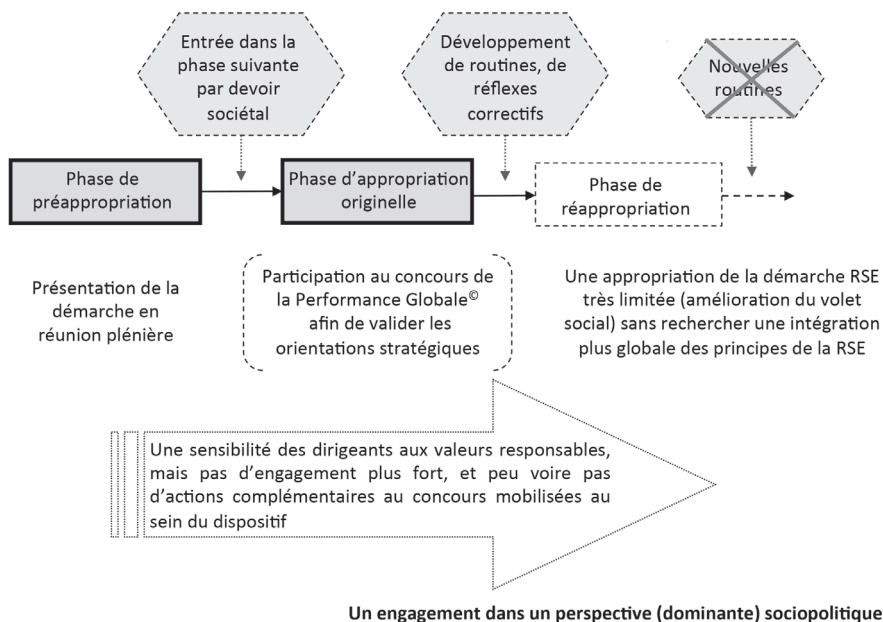 Entrée dans la
phase suivante
par devoir
sociétal
Développement
de routines, de
réflexes
correctifs
Nouvelles
routines
Phase de
préappropriation
Phase d'appropriation
originelle
Phase de
réappropriation
Présentation de la
démarche en
réunion plénière
Participation au concours de
la Performance Globale©
afin de valider les
orientations stratégiques
Une appropriation de la démarche RSE
très limitée (amélioration du volet
social) sans rechercher une intégration
plus globale des principes de la RSE
Une sensibilité des dirigeants aux valeurs responsables,
mais pas d'engagement plus fort, et peu voire pas
d'actions complémentaires au concours mobilisées au
sein du dispositif
Un engagement dans un perspective (dominante) sociopolitique